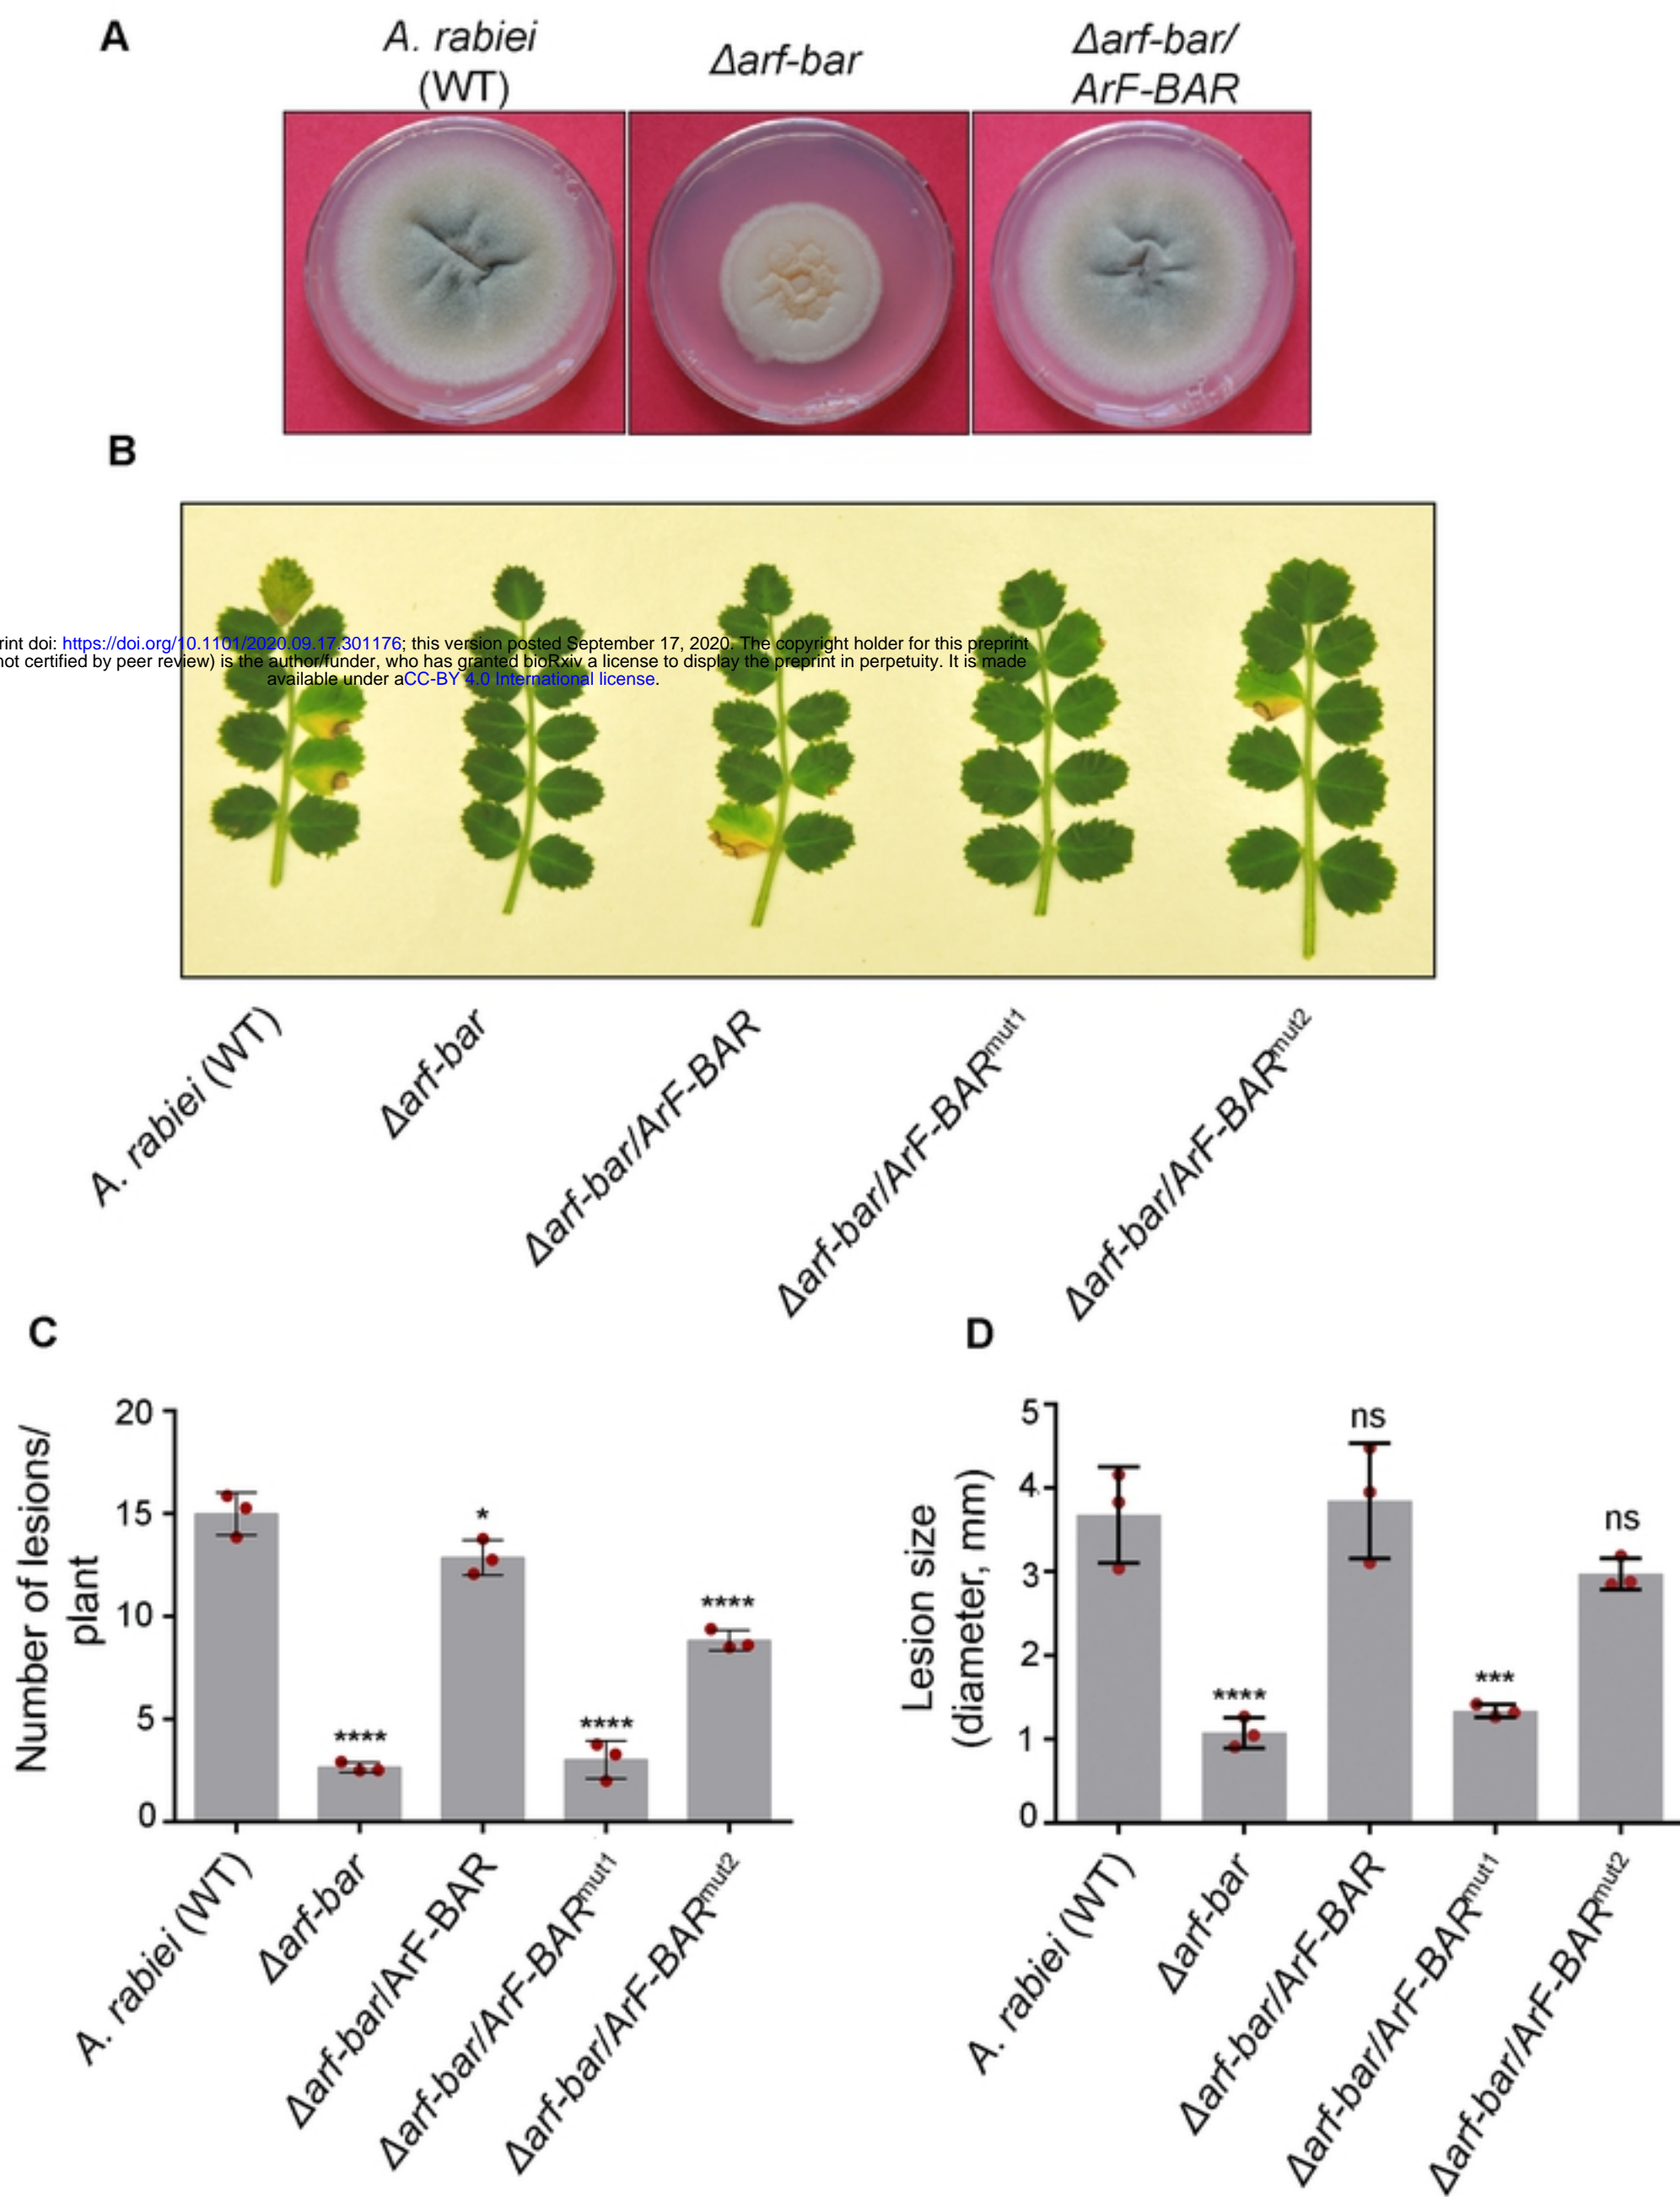 A
A. rabiei
(WT)
Δarf-bar
Δarf-bar/
ArF-BAR
B
rint doi: https://doi.org/10.1101/2020.09.17.301176; this version posted September 17, 2020. The copyright holder for this preprint
not certified by peer review) is the author/funder, who has granted bioRxiv a license to display the preprint in perpetuity. It is made
available under aCC-BY 4.0 International license.
A. rabiei (WT)
Δarf-bar
Δarf-bar/ArF-BAR
Δarf-bar/ArF-BARmut1
Δarf-bar/ArF-BARmut2
C
Number of lesions/
plant
20
15
10
5
0
****
*
****
****
A. rabiei (WT)
Δarf-bar
Δarf-bar/ArF-BAR
Δarf-bar/ArF-BARmut1
Δarf-bar/ArF-BARmut2
D
Lesion size
(diameter, mm)
5
4
3
2
1
0
****
ns
***
ns
A. rabiei (WT)
Δarf-bar
Δarf-bar/ArF-BAR
Δarf-bar/ArF-BARmut1
Δarf-bar/ArF-BARmut2